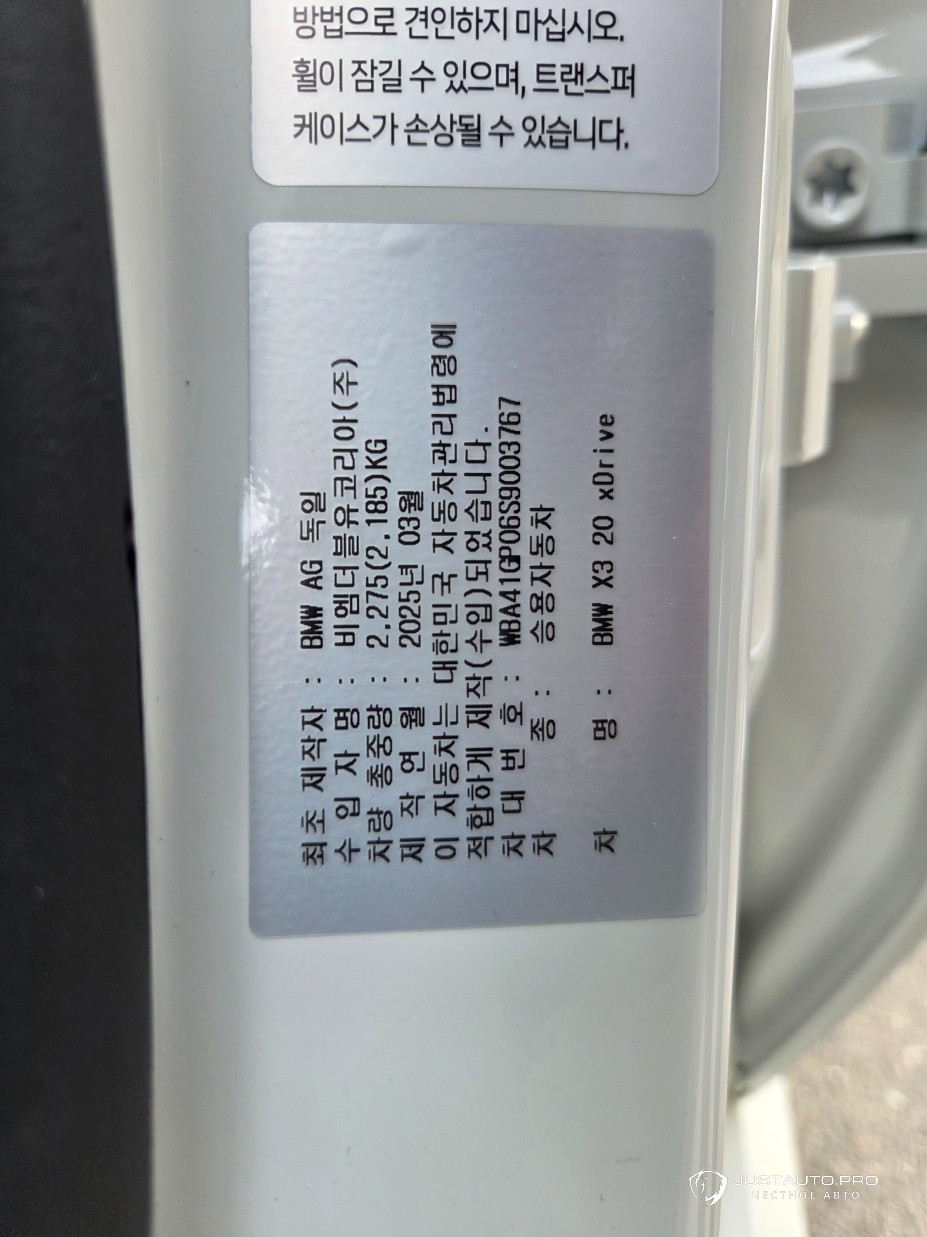 방법으로 견인하지 마십시오.
휠이 잠길 수 있으며, 트랜스퍼
케이스가 손상될 수 있습니다.
최초 제작자 : BMW AG 독일
수 입 자 명 : 비엠더블유코리아(주)
차량 총중량 : 2,275(2,185)KG
제 작 연 월 : 2025년 03월
이 자동차는 대한민국 자동차관리법령에
적합하게 제작(수입)되었습니다.
차 대 번 호 : WBA41GP06S9003767
차 종 : 승용자동차
차 명 : BMW X3 20 xDrive
JUSTAUTO.PRO
ЧЕСТНОЕ АВТО